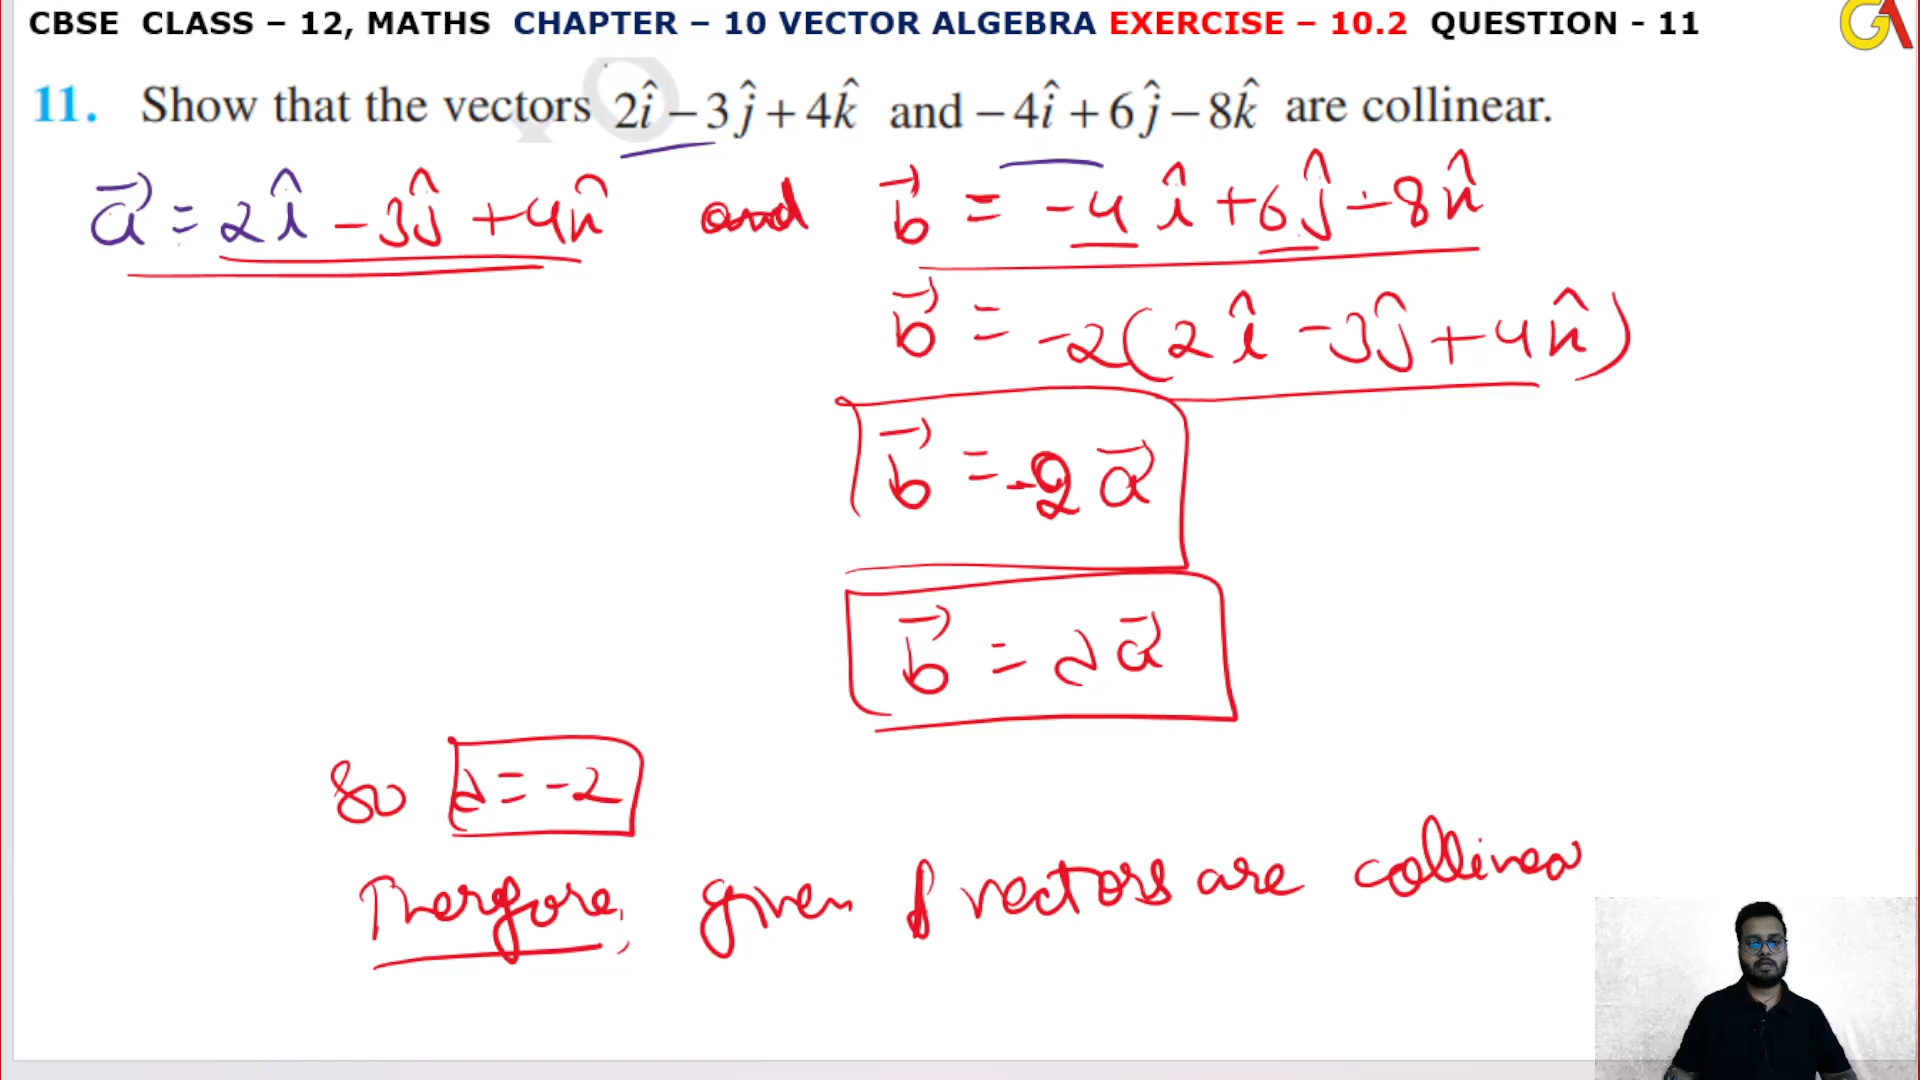 CBSE CLASS – 12, MATHS CHAPTER – 10 VECTOR ALGEBRA EXERCISE – 10.2 QUESTION - 11
GA
11. Show that the vectors 2î − 3ĵ + 4k̂ and − 4î + 6ĵ − 8k̂ are collinear.
a⃗ = 2î − 3ĵ + 4k̂ and b⃗ = −4î + 6ĵ − 8k̂
b⃗ = −2(2î − 3ĵ + 4k̂)
b⃗ = −2 a⃗
b⃗ = λ a⃗
So λ = −2
Therefore, given vectors are collinear